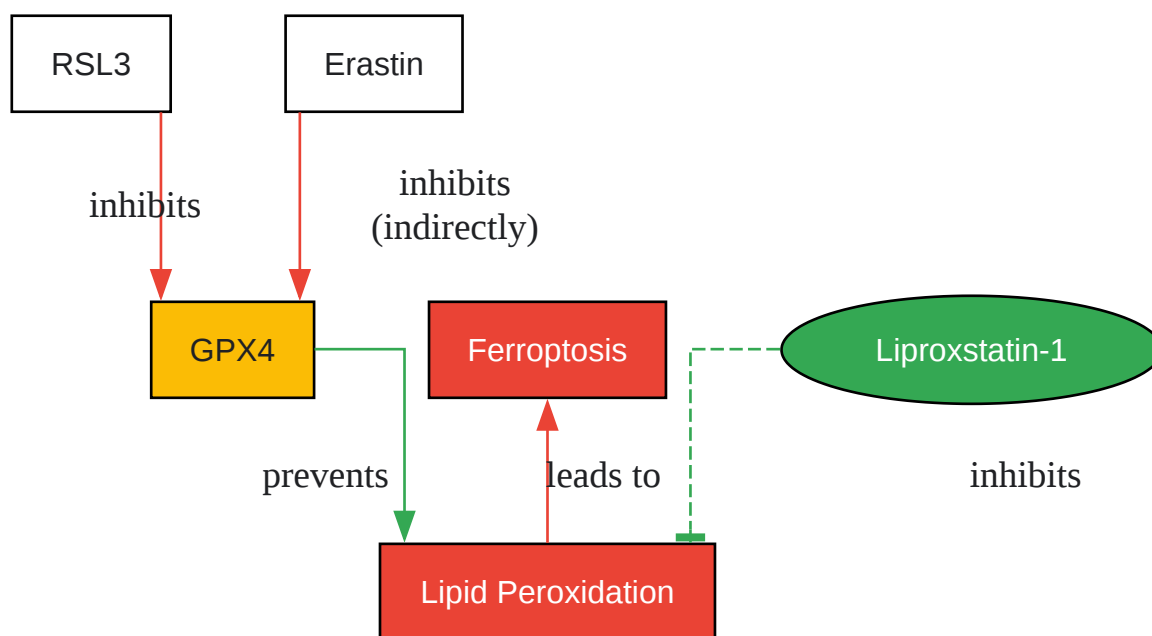 RSL3
Erastin
inhibits
inhibits
(indirectly)
GPX4
Ferroptosis
Liproxstatin-1
prevents
leads to
inhibits
Lipid Peroxidation